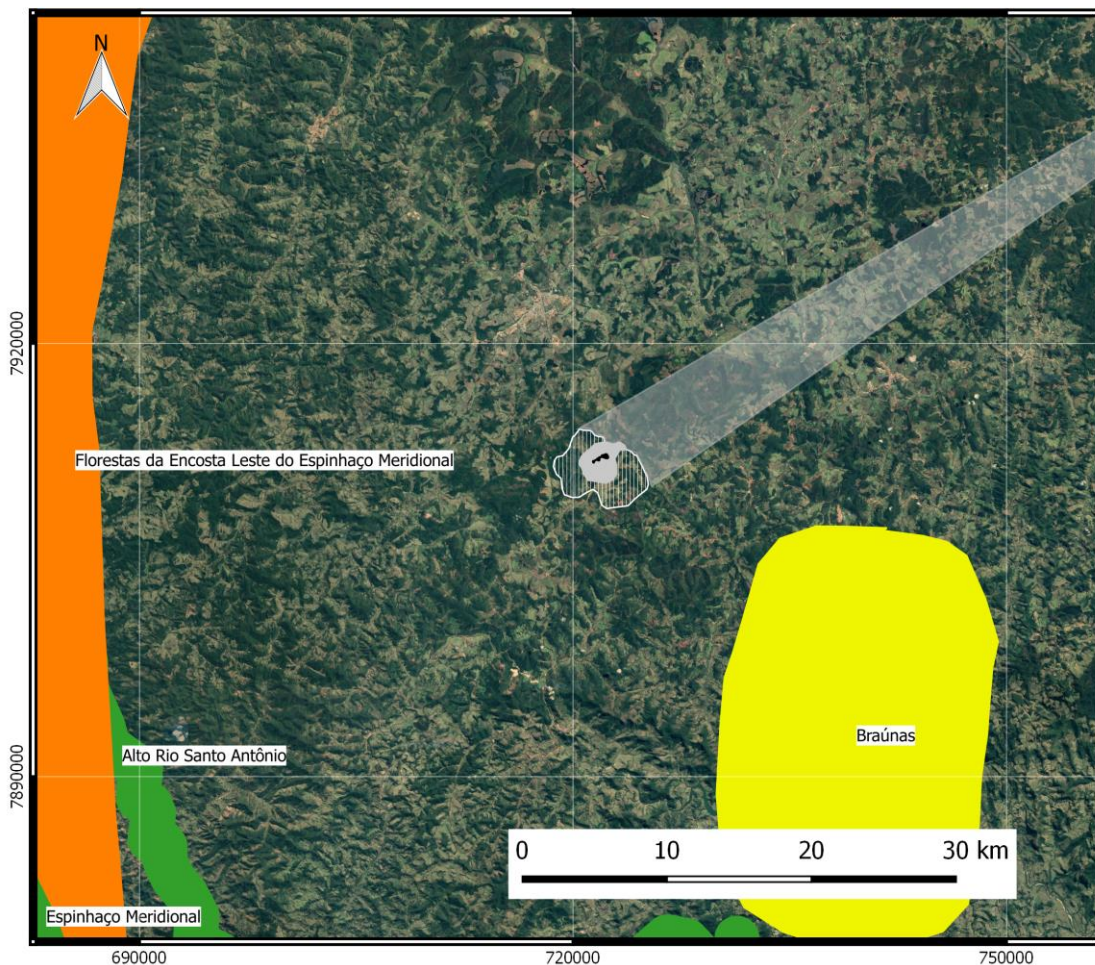 N
7920000
Florestas da Encosta Leste do Espinhaço Meridional
Braúnas
Alto Rio Santo Antônio
7890000
0 10 20 30 km
Espinhaço Meridional
690000 720000 750000